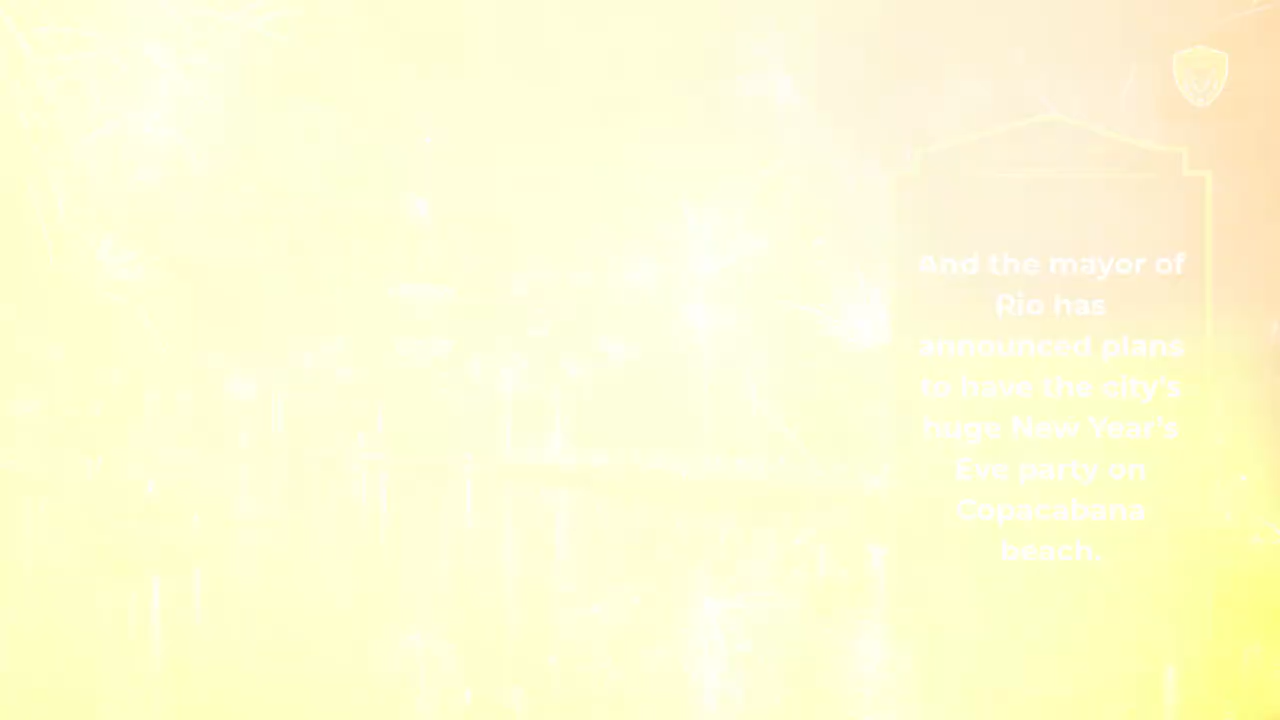 And the mayor of
Rio has
announced plans
to have the city's
huge New Year's
Eve party on
Copacabana
beach.